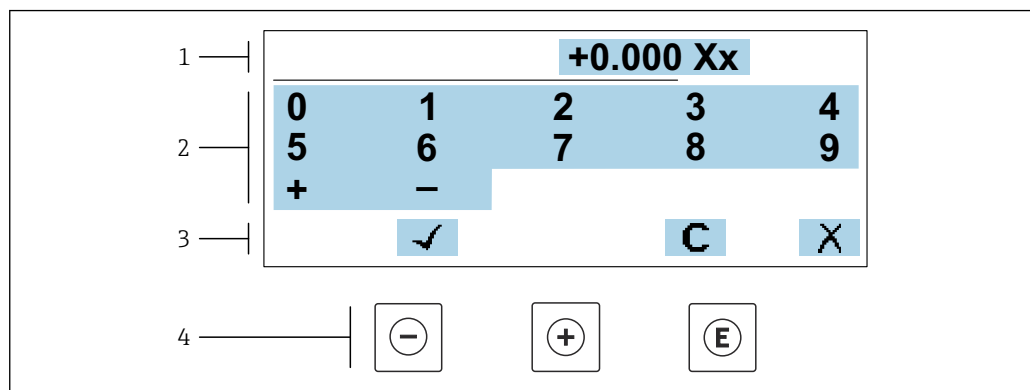 1 +0.000 Xx
2 0 1 2 3 4
5 6 7 8 9
+ −
3 ✓ C X
4 − + E